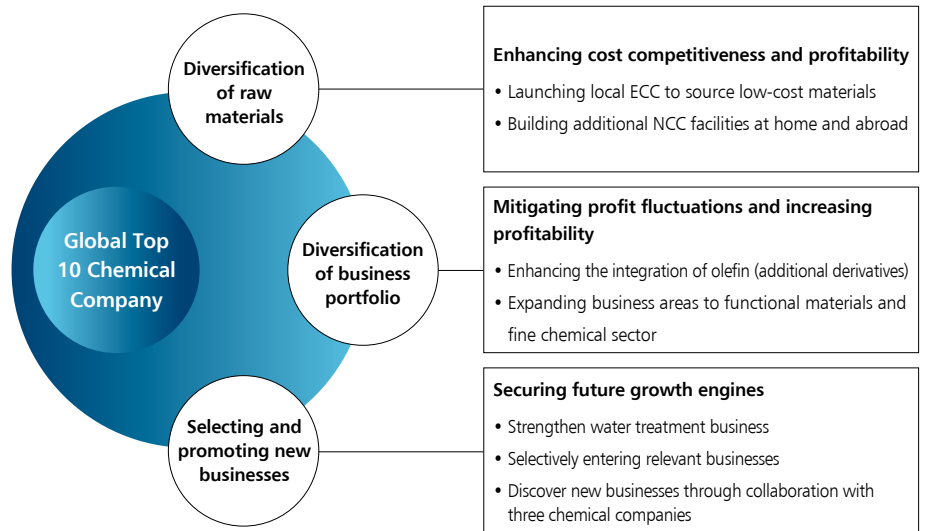 Global Top
10 Chemical
Company
Diversification
of raw
materials
Enhancing cost competitiveness and profitability
• Launching local ECC to source low-cost materials
• Building additional NCC facilities at home and abroad
Diversification
of business
portfolio
Mitigating profit fluctuations and increasing
profitability
• Enhancing the integration of olefin (additional derivatives)
• Expanding business areas to functional materials and
fine chemical sector
Selecting and
promoting new
businesses
Securing future growth engines
• Strengthen water treatment business
• Selectively entering relevant businesses
• Discover new businesses through collaboration with
three chemical companies